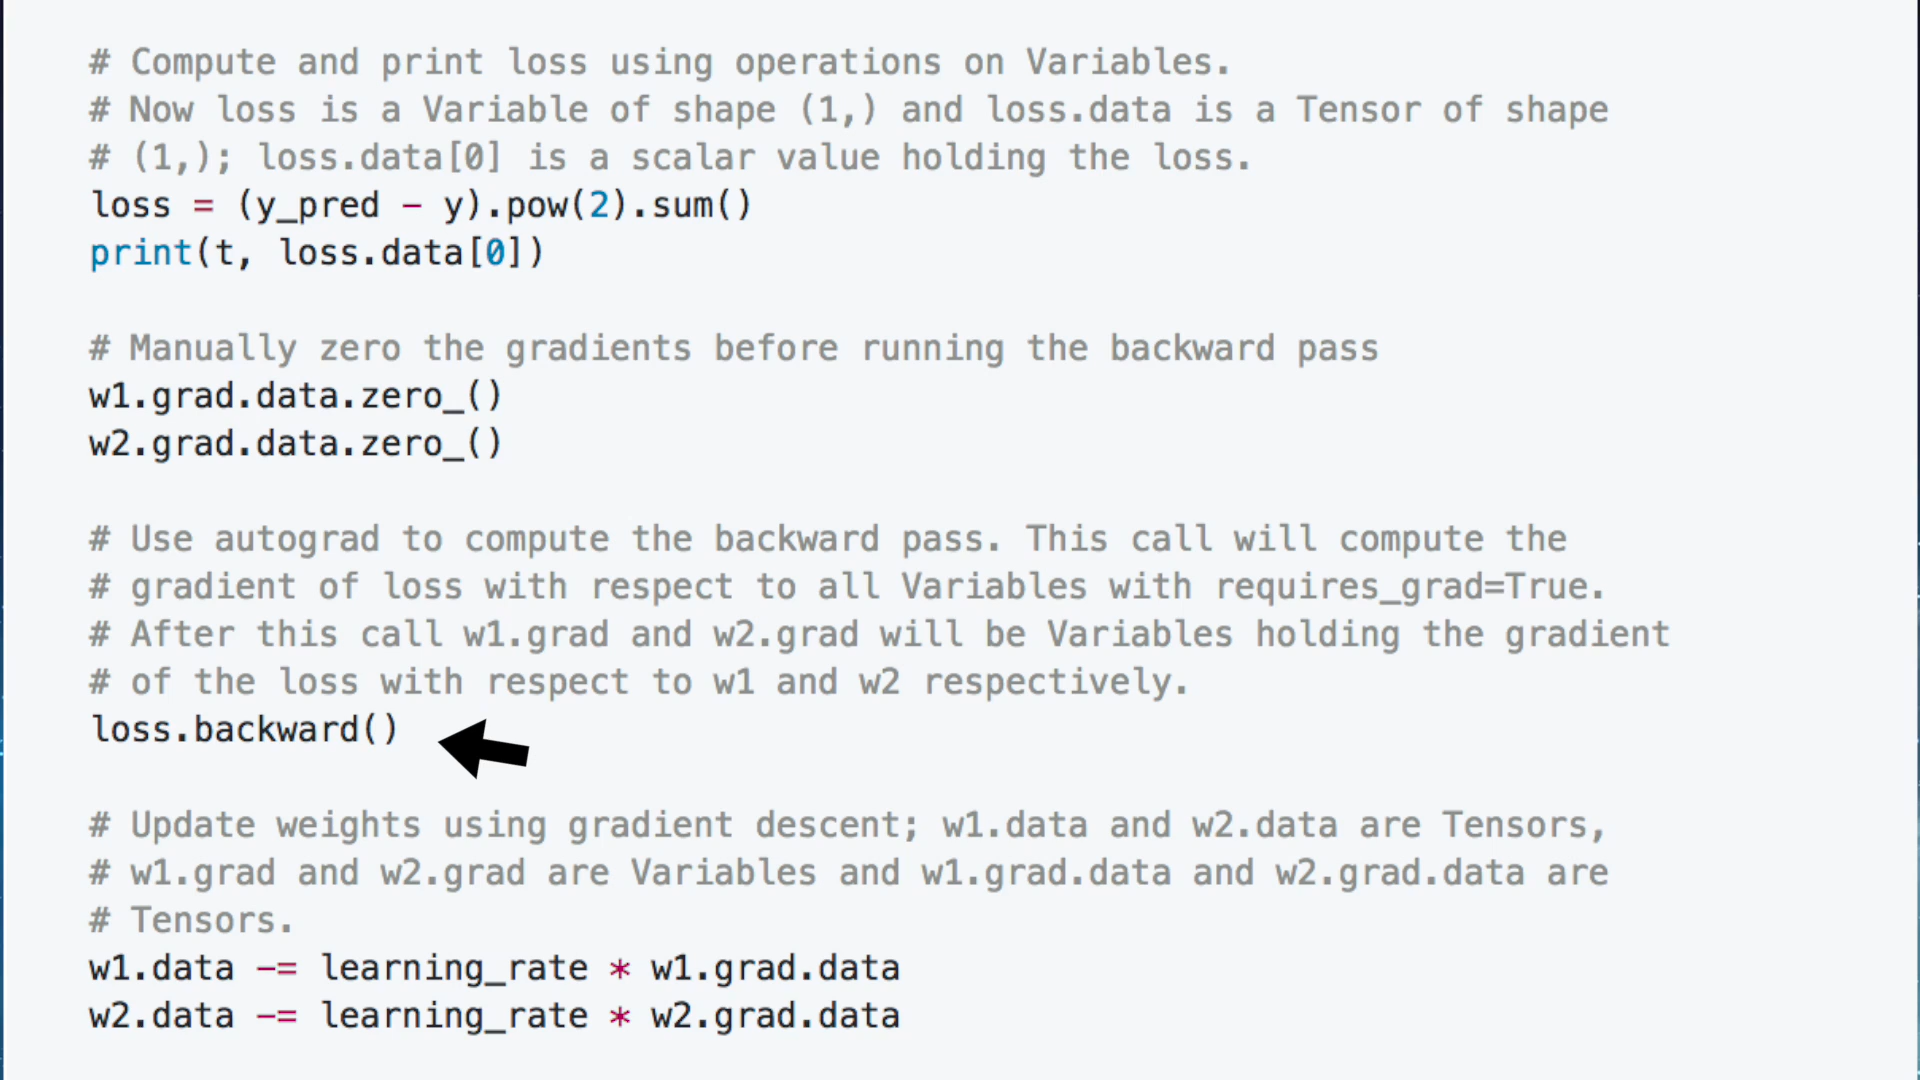 # Compute and print loss using operations on Variables.
# Now loss is a Variable of shape (1,) and loss.data is a Tensor of shape
# (1,); loss.data[0] is a scalar value holding the loss.
loss = (y_pred - y).pow(2).sum()
print(t, loss.data[0])
# Manually zero the gradients before running the backward pass
w1.grad.data.zero_()
w2.grad.data.zero_()
# Use autograd to compute the backward pass. This call will compute the
# gradient of loss with respect to all Variables with requires_grad=True.
# After this call w1.grad and w2.grad will be Variables holding the gradient
# of the loss with respect to w1 and w2 respectively.
loss.backward()
# Update weights using gradient descent; w1.data and w2.data are Tensors,
# w1.grad and w2.grad are Variables and w1.grad.data and w2.grad.data are
# Tensors.
w1.data -= learning_rate * w1.grad.data
w2.data -= learning_rate * w2.grad.data